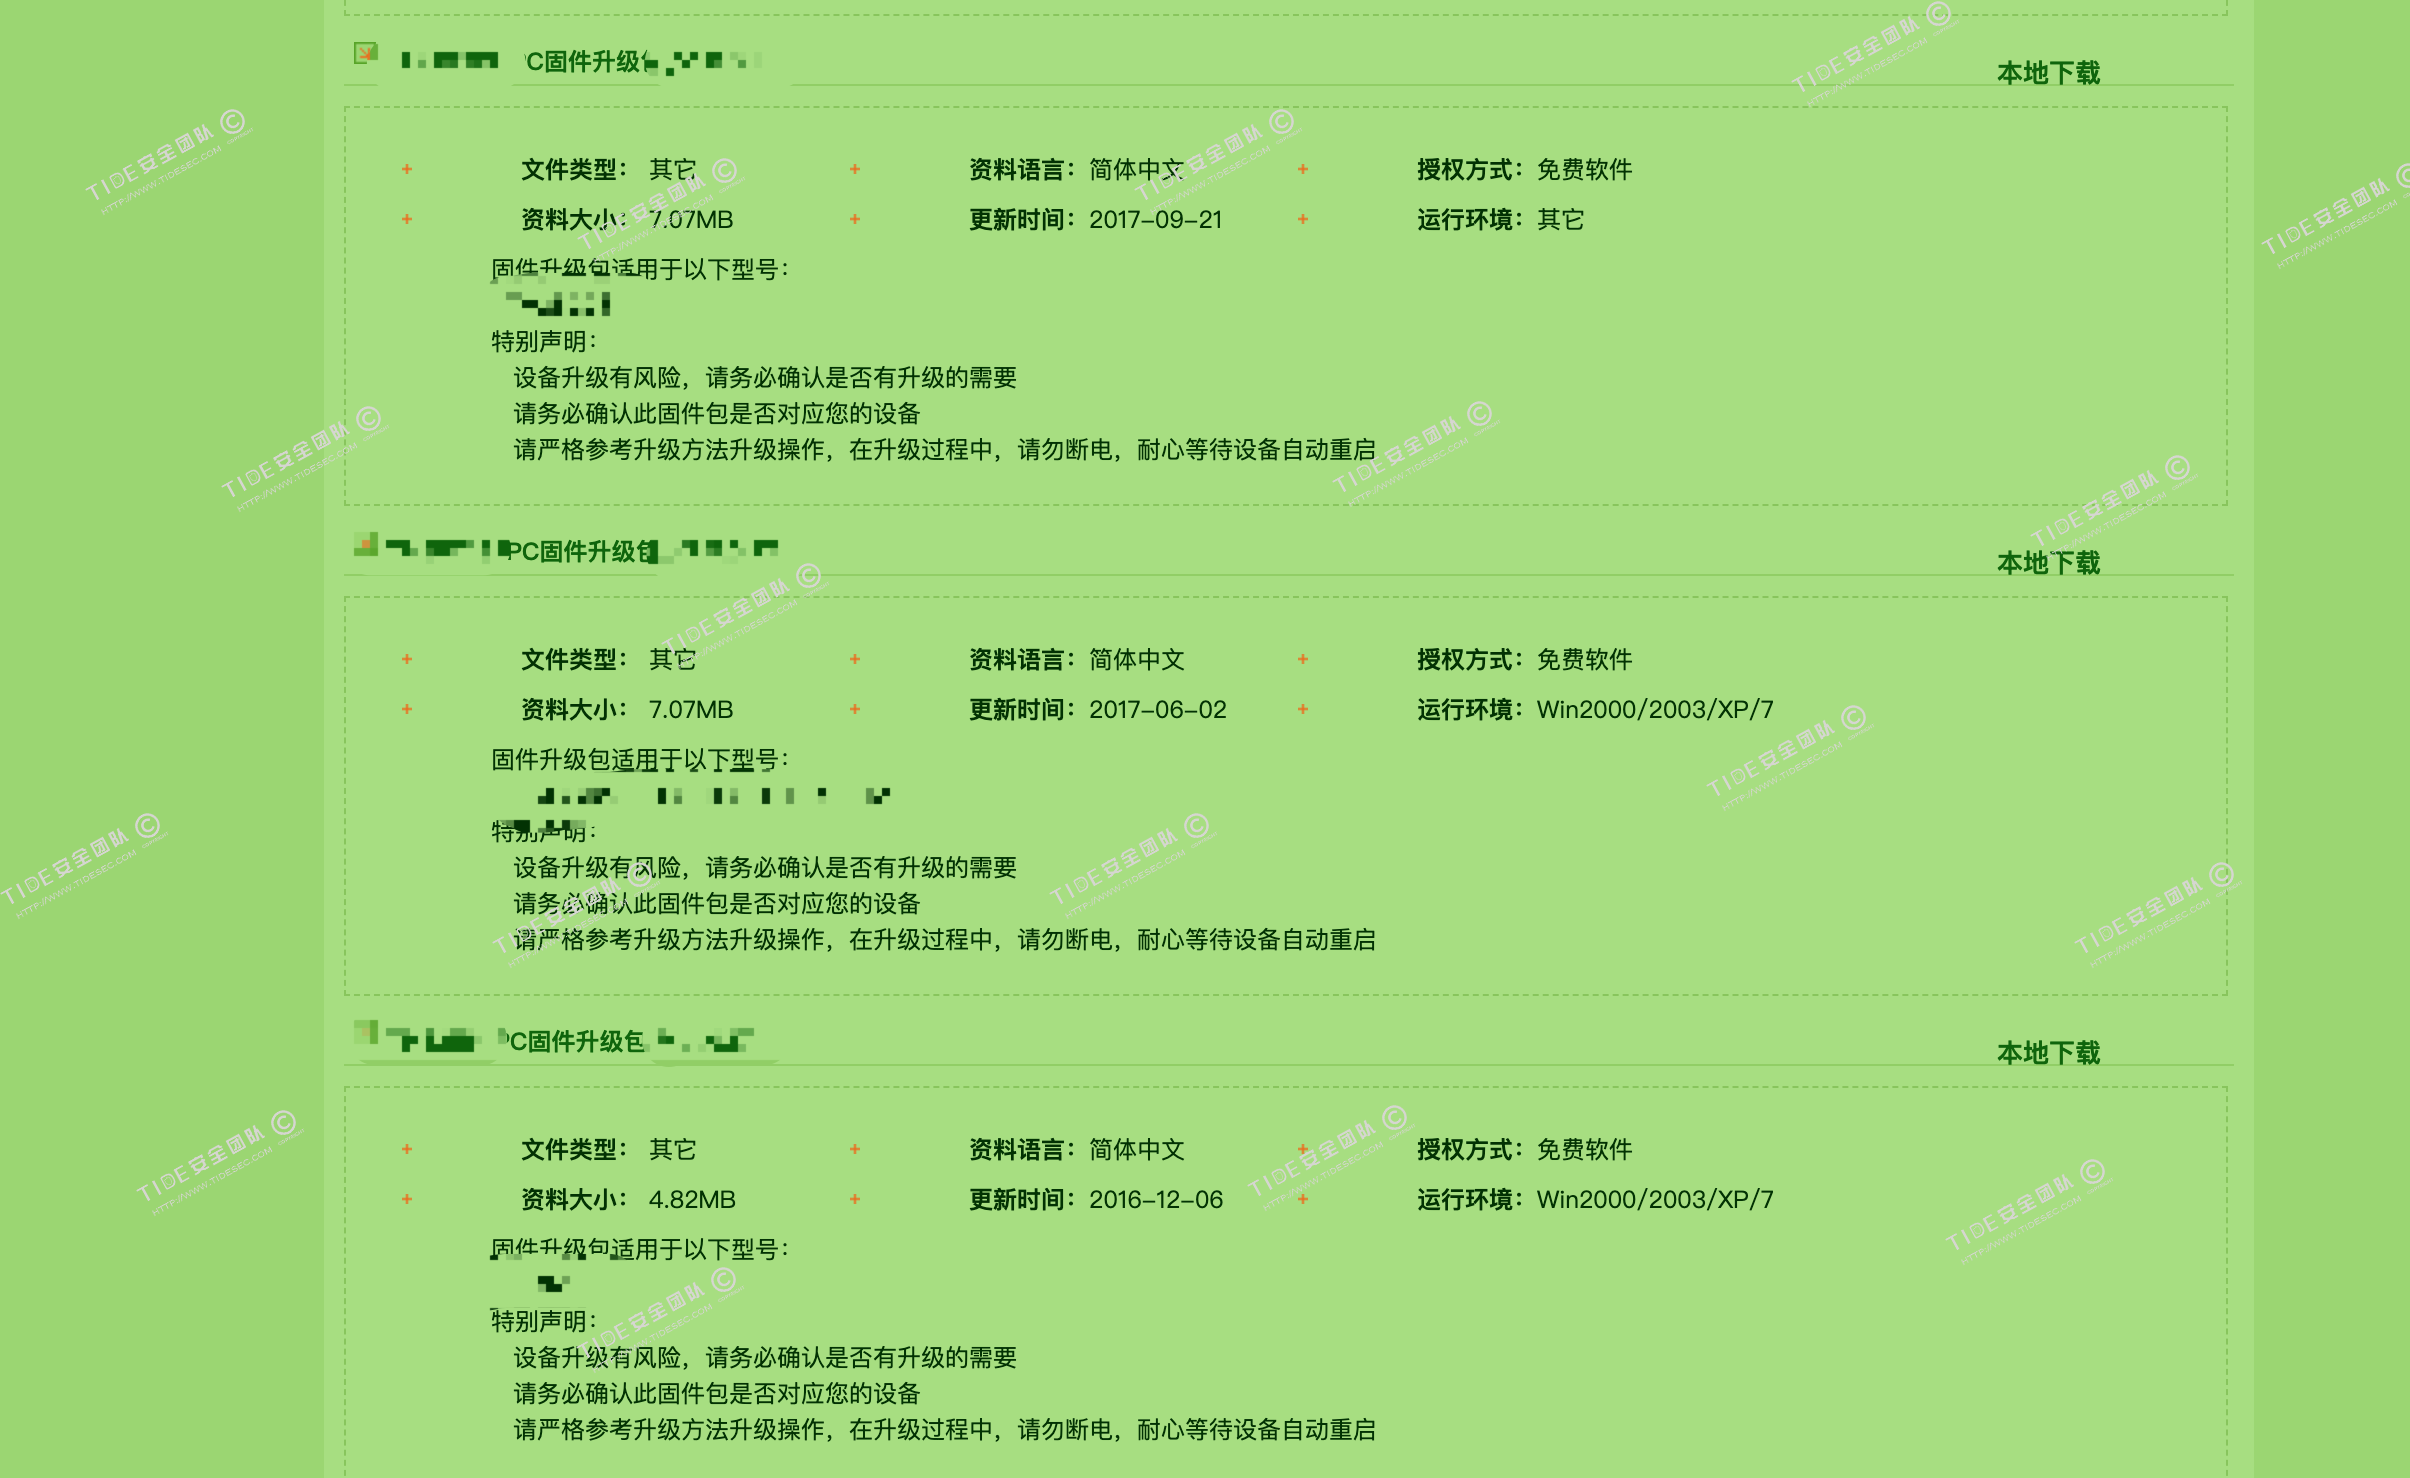 PC固件升级包
本地下载
文件类型： 其它 资料语言：简体中文 授权方式：免费软件
资料大小： 7.07MB 更新时间：2017-09-21 运行环境：其它
固件升级包适用于以下型号：
特别声明：
设备升级有风险，请务必确认是否有升级的需要
请务必确认此固件包是否对应您的设备
请严格参考升级方法升级操作，在升级过程中，请勿断电，耐心等待设备自动重启
PC固件升级包
本地下载
文件类型： 其它 资料语言：简体中文 授权方式：免费软件
资料大小： 7.07MB 更新时间：2017-06-02 运行环境：Win2000/2003/XP/7
固件升级包适用于以下型号：
特别声明：
设备升级有风险，请务必确认是否有升级的需要
请务必确认此固件包是否对应您的设备
请严格参考升级方法升级操作，在升级过程中，请勿断电，耐心等待设备自动重启
PC固件升级包
本地下载
文件类型： 其它 资料语言：简体中文 授权方式：免费软件
资料大小： 4.82MB 更新时间：2016-12-06 运行环境：Win2000/2003/XP/7
固件升级包适用于以下型号：
特别声明：
设备升级有风险，请务必确认是否有升级的需要
请务必确认此固件包是否对应您的设备
请严格参考升级方法升级操作，在升级过程中，请勿断电，耐心等待设备自动重启
TIDE安全团队 ©
HTTP://WWW.TIDESEC.COM